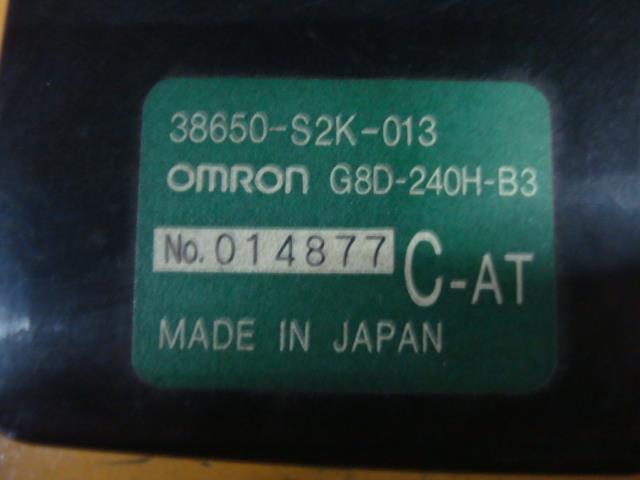 38650-S2K-013
OMRON G8D-240H-B3
No. 014877 C-AT
MADE IN JAPAN